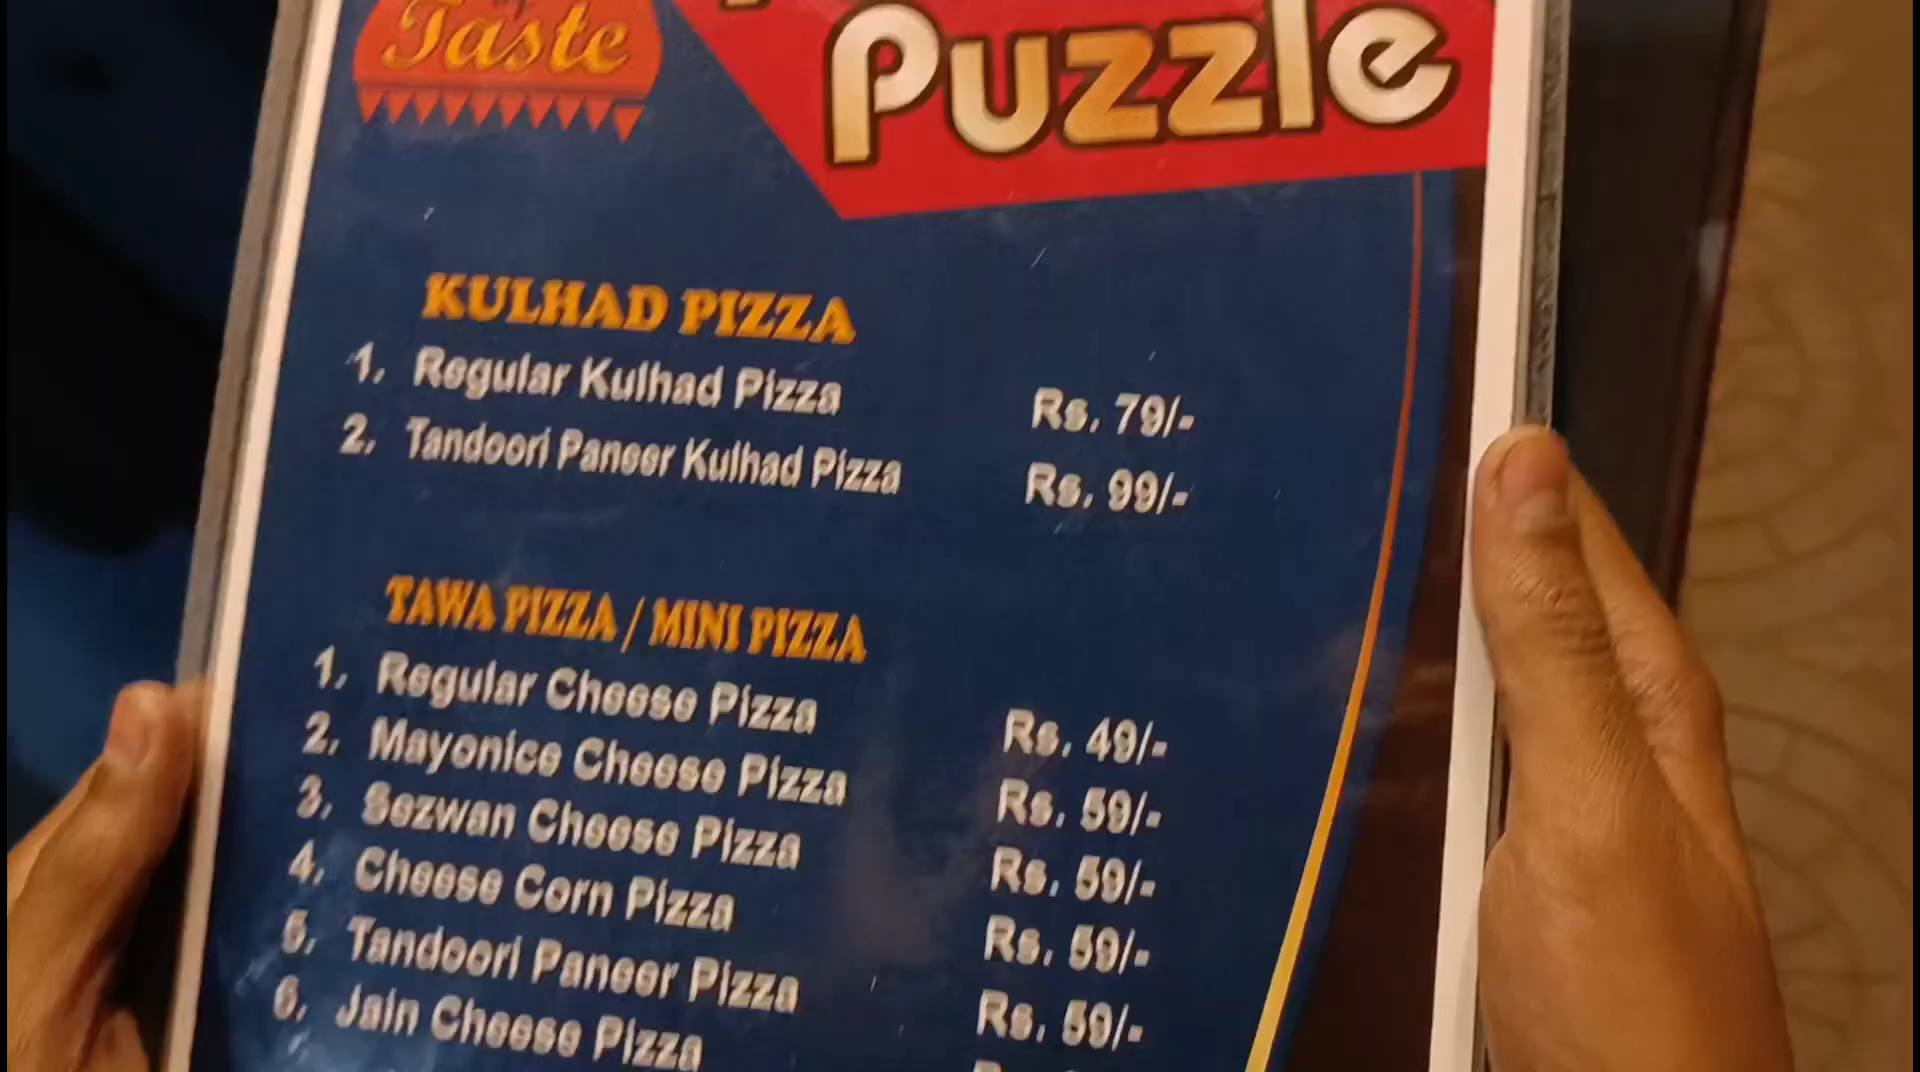 Taste
Puzzle
KULHAD PIZZA
1. Regular Kulhad Pizza Rs. 79/-
2. Tandoori Paneer Kulhad Pizza Rs. 99/-
TAWA PIZZA / MINI PIZZA
1. Regular Cheese Pizza Rs. 49/-
2. Mayonice Cheese Pizza Rs. 59/-
3. Sezwan Cheese Pizza Rs. 59/-
4. Cheese Corn Pizza Rs. 59/-
5. Tandoori Paneer Pizza Rs. 59/-
6. Jain Cheese Pizza